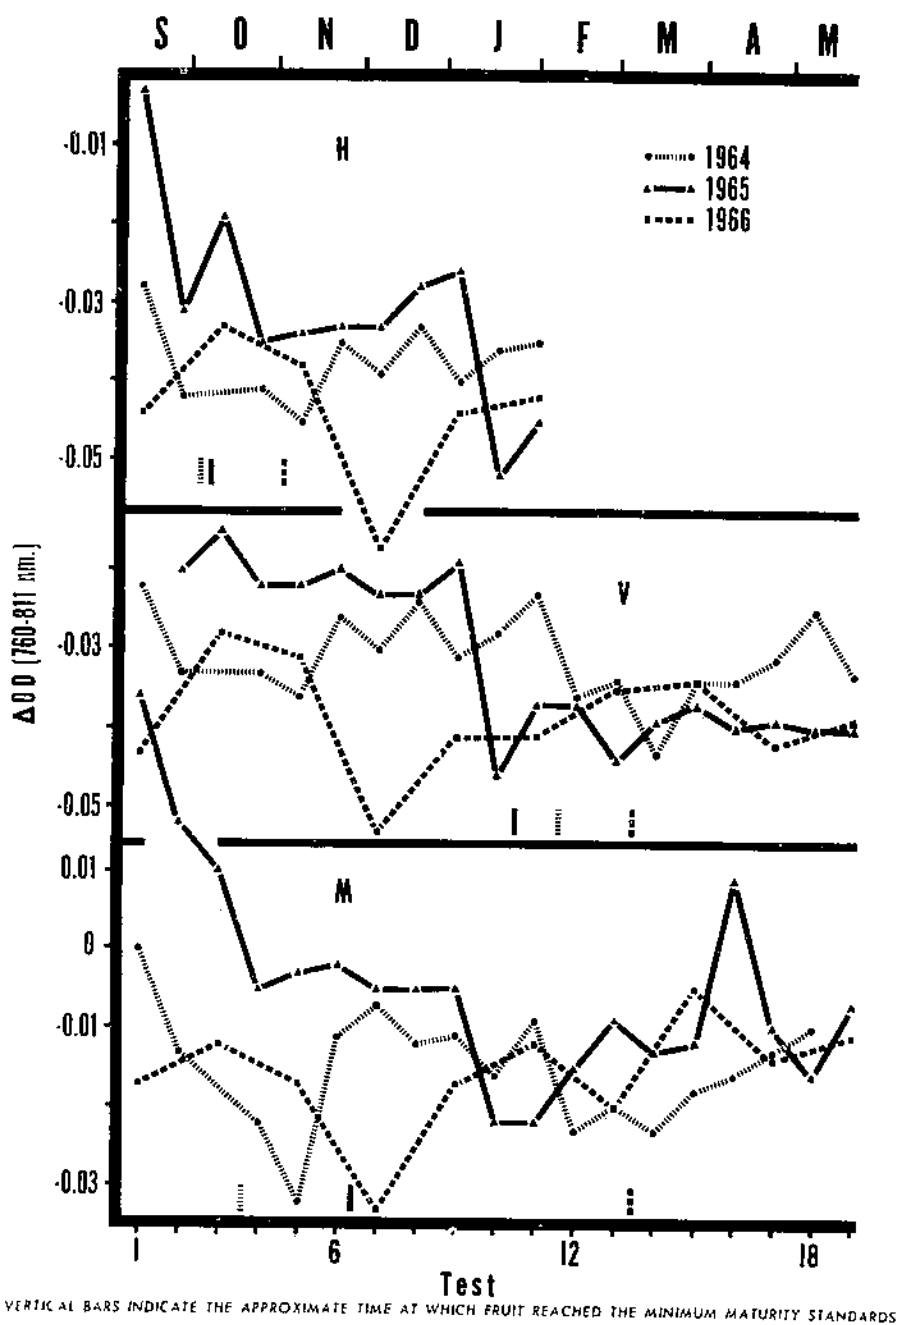 S O N D J F M A M
H
1964
1965
1966
-0.01
-0.03
-0.05
V
-0.03
-0.05
ΔOD (760-811 nm.)
M
0.01
0
-0.01
-0.03
1 6 12 18
Test
VERTICAL BARS INDICATE THE APPROXIMATE TIME AT WHICH FRUIT REACHED THE MINIMUM MATURITY STANDARDS